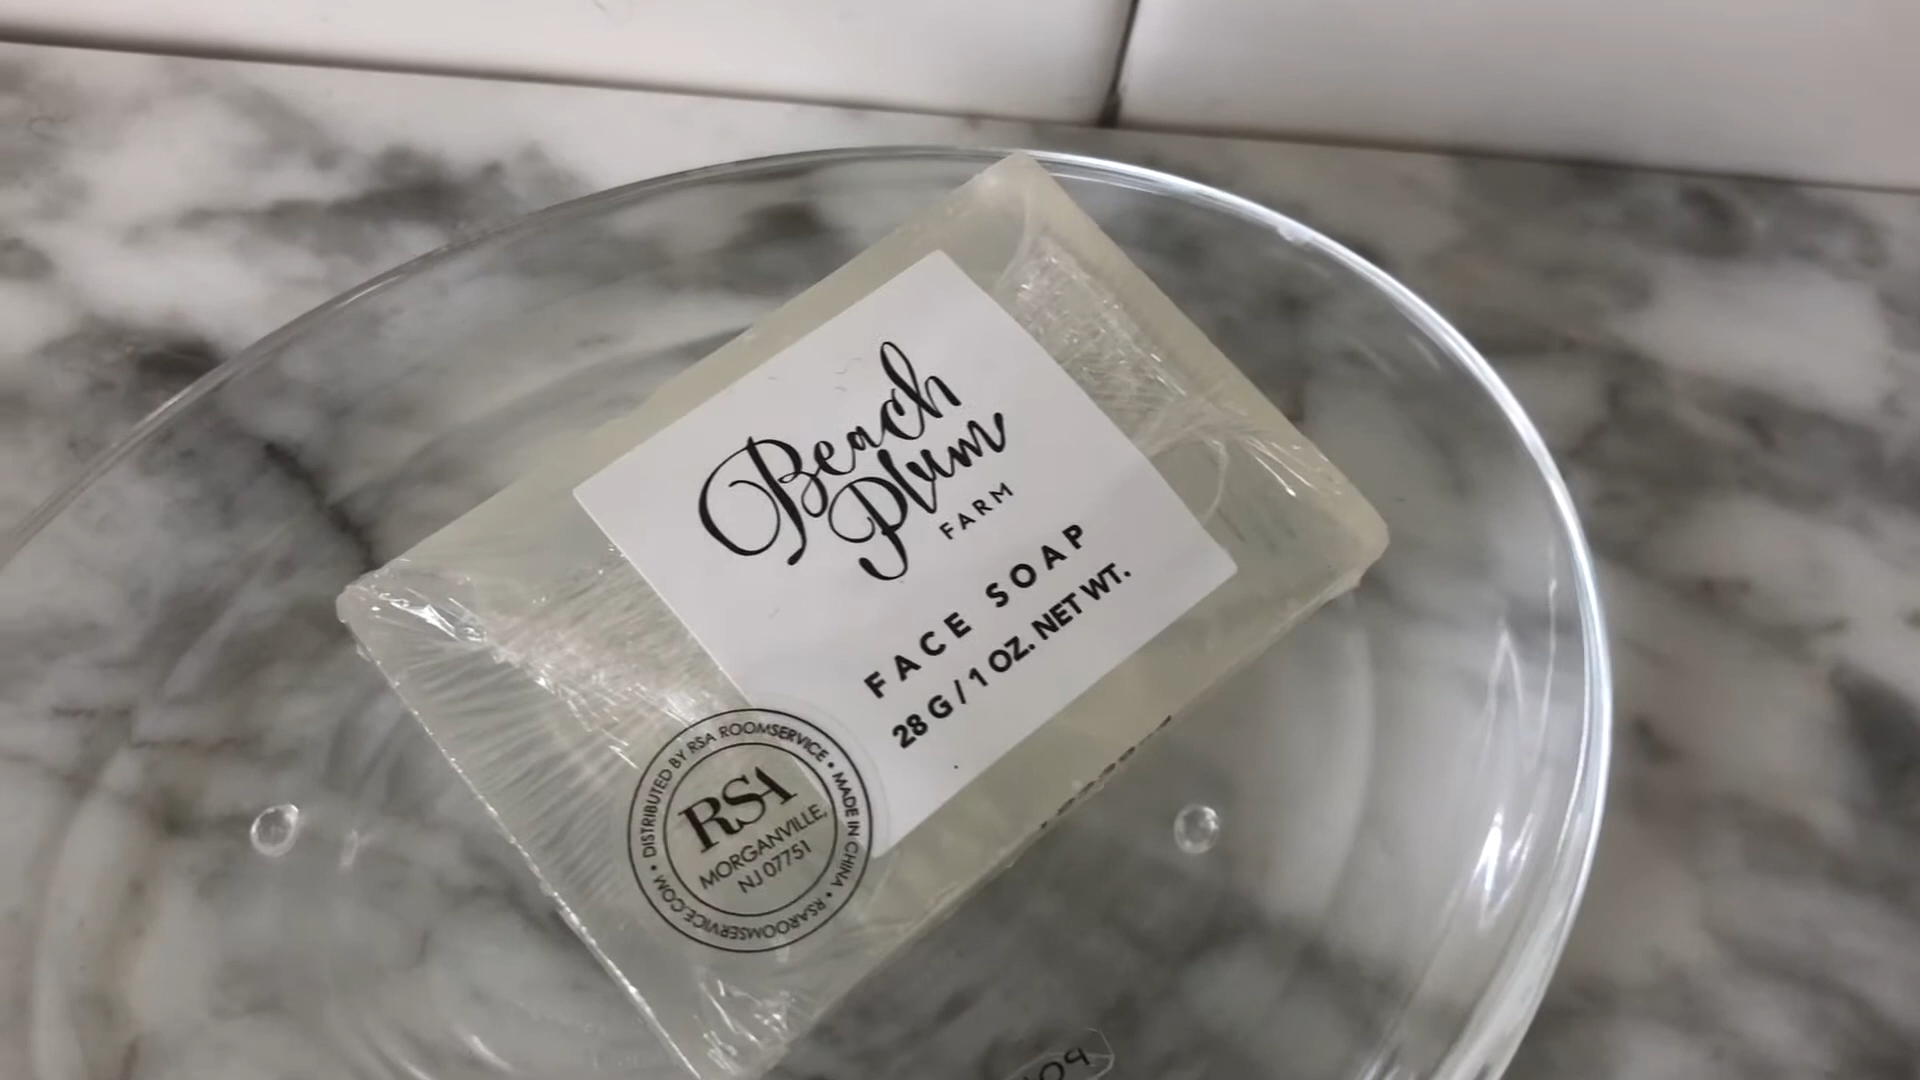 Beach
Plum
FARM
FACE SOAP
28 G / 1 OZ. NET WT.
DISTRIBUTED BY RSA ROOMSERVICE • MADE IN CHINA • RSAROOMSERVICE.COM •
RSA
MORGANVILLE,
NJ 07751